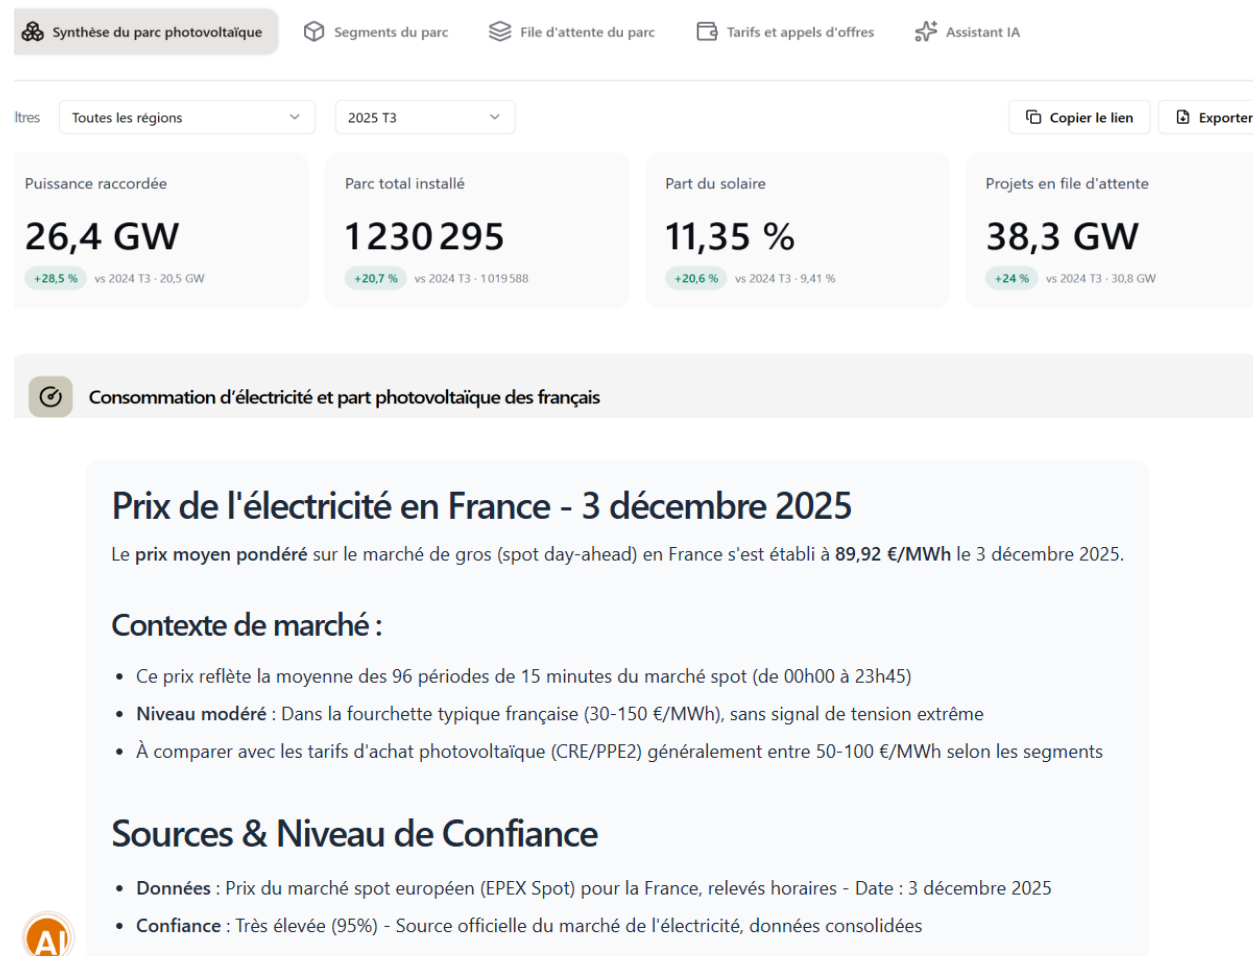 Synthèse du parc photovoltaïque Segments du parc File d'attente du parc Tarifs et appels d'offres Assistant IA
ltres Toutes les régions 2025 T3 Copier le lien Exporter
Puissance raccordée Parc total installé Part du solaire Projets en file d'attente
26,4 GW 1 230 295 11,35 % 38,3 GW
+28,5 % vs 2024 T3 · 20,5 GW +20,7 % vs 2024 T3 · 1 019 588 +20,6 % vs 2024 T3 · 9,41 % +24 % vs 2024 T3 · 30,8 GW
Consommation d’électricité et part photovoltaïque des français
Prix de l'électricité en France - 3 décembre 2025
Le prix moyen pondéré sur le marché de gros (spot day-ahead) en France s'est établi à 89,92 €/MWh le 3 décembre 2025.
Contexte de marché :
• Ce prix reflète la moyenne des 96 périodes de 15 minutes du marché spot (de 00h00 à 23h45)
• Niveau modéré : Dans la fourchette typique française (30-150 €/MWh), sans signal de tension extrême
• À comparer avec les tarifs d'achat photovoltaïque (CRE/PPE2) généralement entre 50-100 €/MWh selon les segments
Sources & Niveau de Confiance
• Données : Prix du marché spot européen (EPEX Spot) pour la France, relevés horaires - Date : 3 décembre 2025
• Confiance : Très élevée (95%) - Source officielle du marché de l'électricité, données consolidées
AI